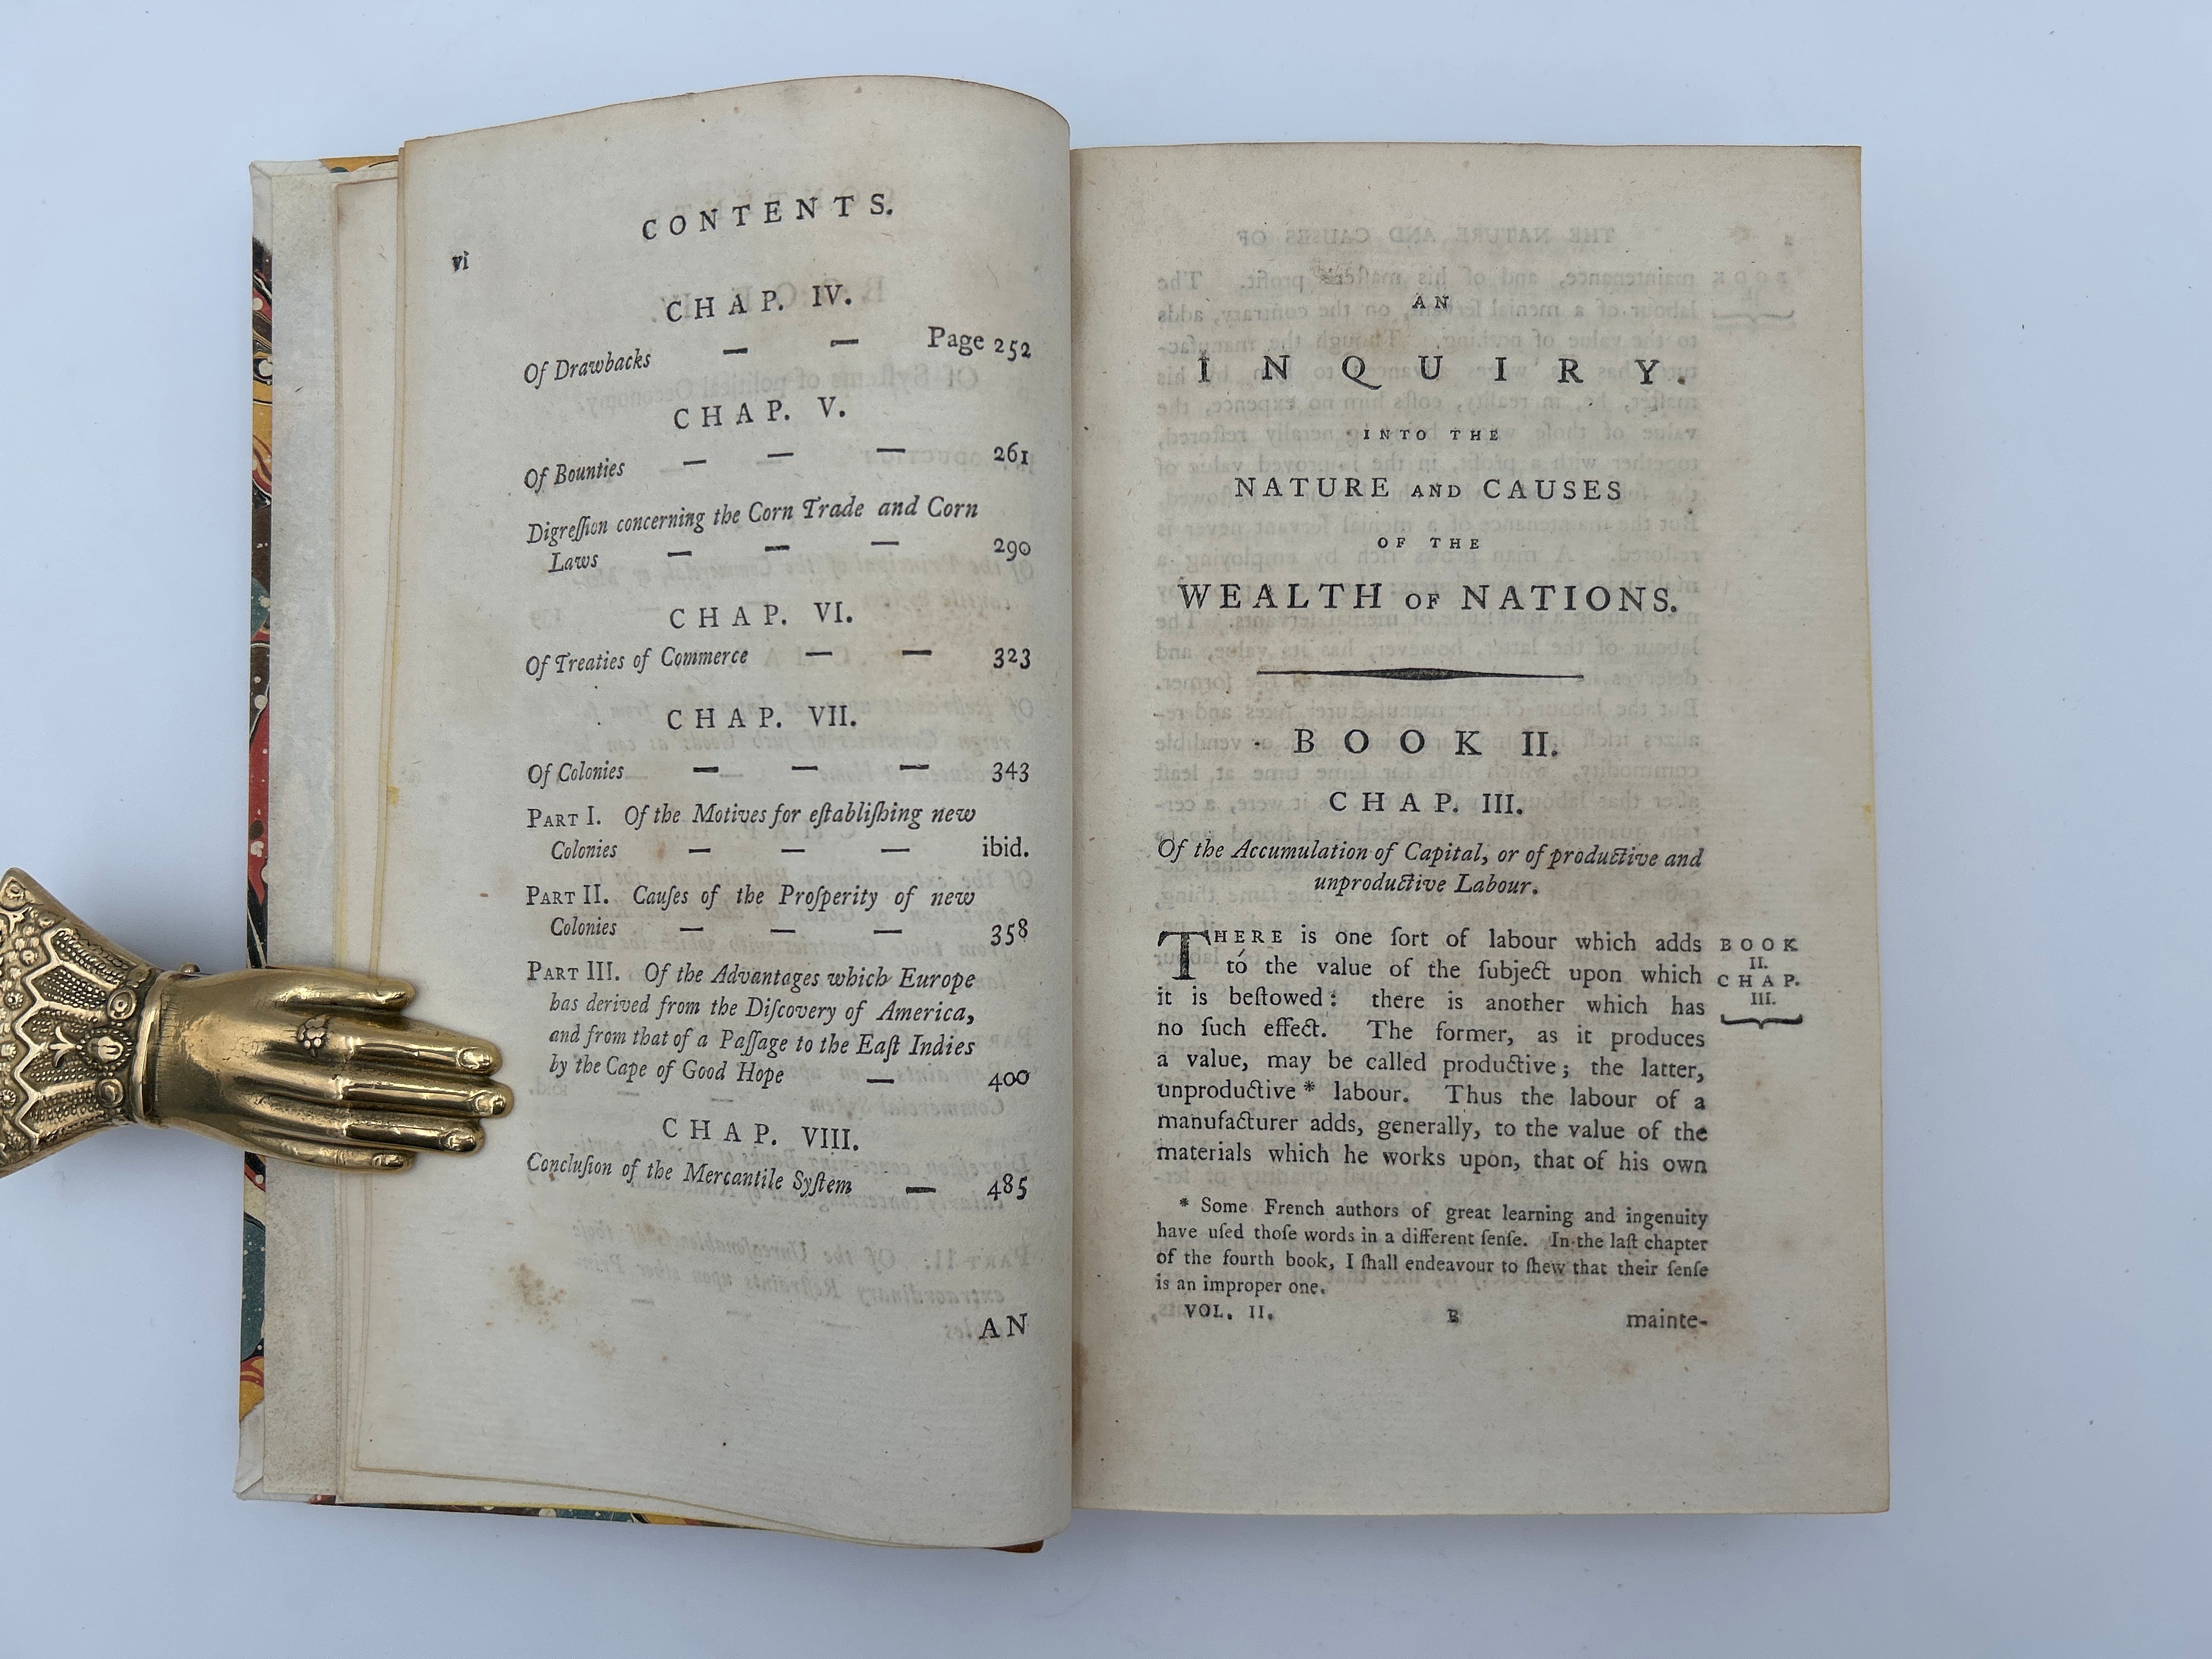 CONTENTS.
vi
CHAP. IV.
Of Drawbacks — — Page 252
CHAP. V.
Of Bounties — — — 261
Digreſſion concerning the Corn Trade and Corn
Laws — — — 290
CHAP. VI.
Of Treaties of Commerce — — 323
CHAP. VII.
Of Colonies — — — 343
PART I. Of the Motives for eſtabliſhing new
Colonies — — — ibid.
PART II. Cauſes of the Proſperity of new
Colonies — — — 358
PART III. Of the Advantages which Europe
has derived from the Diſcovery of America,
and from that of a Paſſage to the Eaſt Indies
by the Cape of Good Hope — 400
CHAP. VIII.
Concluſion of the Mercantile Syſtem — 485
AN
AN
INQUIRY
INTO THE
NATURE AND CAUSES
OF THE
WEALTH OF NATIONS.
BOOK II.
CHAP. III.
Of the Accumulation of Capital, or of productive and
unproductive Labour.
THERE is one ſort of labour which adds
to the value of the ſubject upon which
it is beſtowed: there is another which has
no ſuch effect. The former, as it produces
a value, may be called productive; the latter,
unproductive * labour. Thus the labour of a
manufacturer adds, generally, to the value of the
materials which he works upon, that of his own
BOOK
II.
CHAP.
III.
* Some French authors of great learning and ingenuity
have uſed thoſe words in a different ſenſe. In the laſt chapter
of the fourth book, I ſhall endeavour to ſhew that their ſenſe
is an improper one.
VOL. II. B mainte-